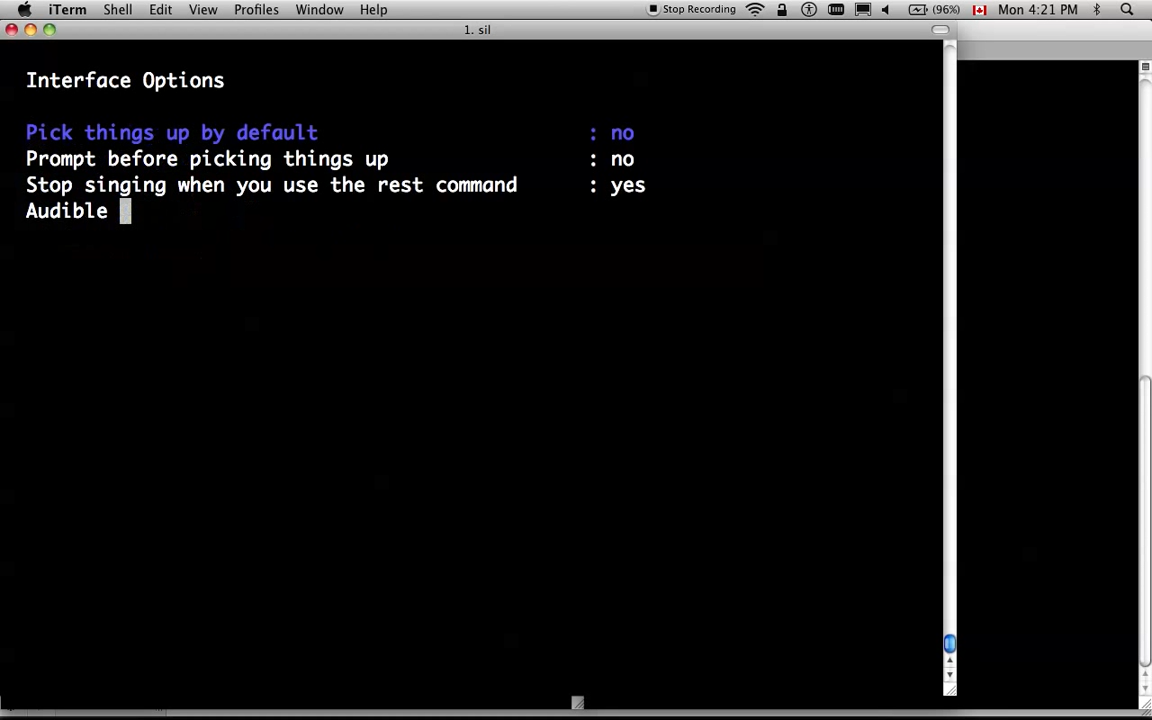 iTerm Shell Edit View Profiles Window Help Stop Recording (96%) Mon 4:21 PM
1. sil
Interface Options
Pick things up by default : no
Prompt before picking things up : no
Stop singing when you use the rest command : yes
Audible